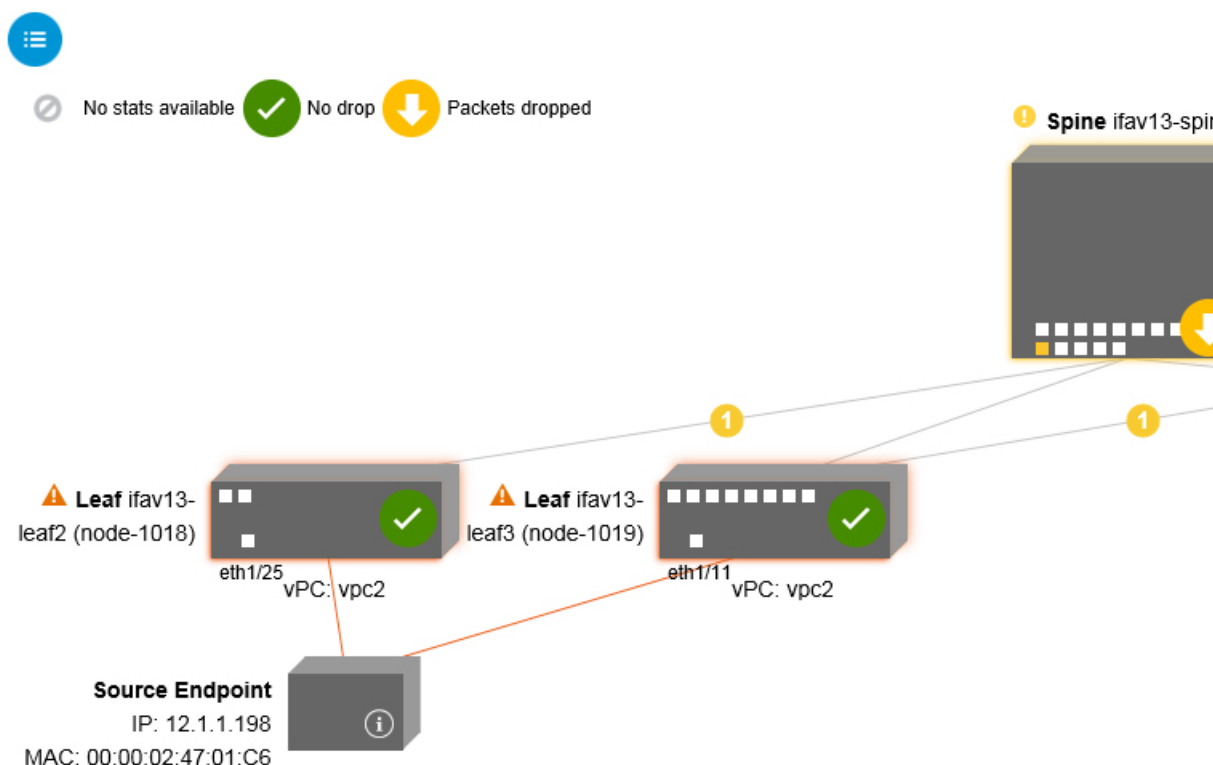 No stats available
No drop
Packets dropped
Spine ifav13-spin
1
1
Leaf ifav13-
leaf2 (node-1018)
eth1/25
vPC: vpc2
Leaf ifav13-
leaf3 (node-1019)
eth1/11
vPC: vpc2
Source Endpoint
IP: 12.1.1.198
MAC: 00:00:02:47:01:C6